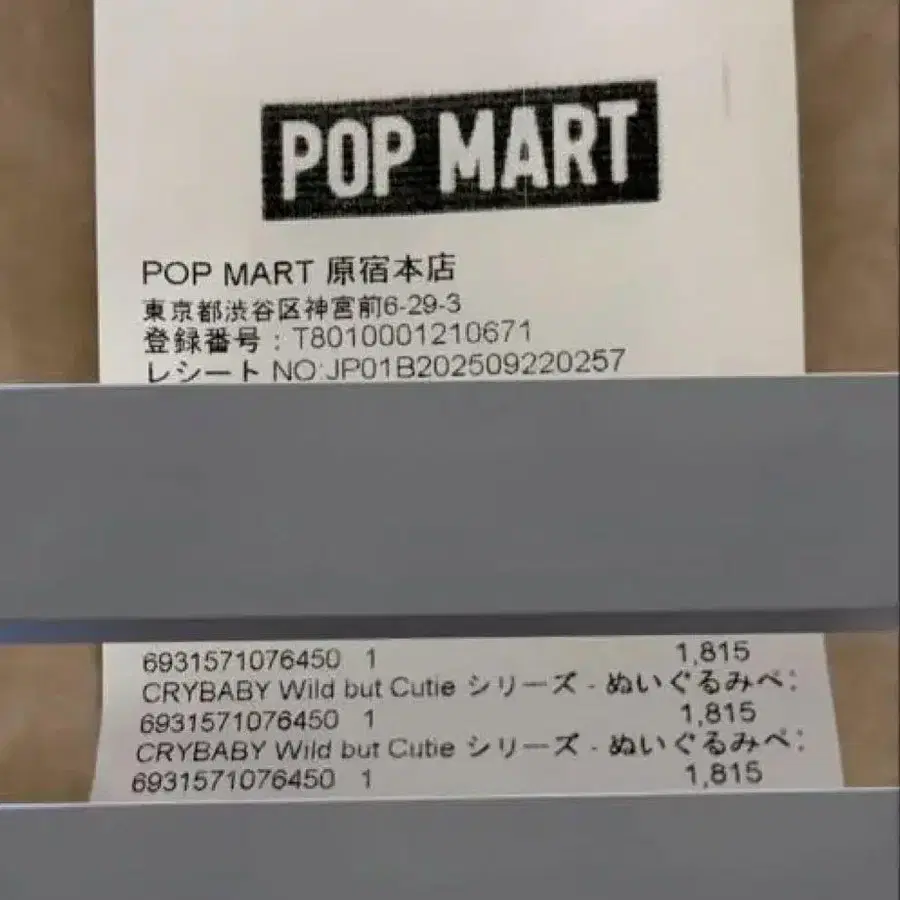 POP MART
POP MART 原宿本店
東京都渋谷区神宮前6-29-3
登録番号：T8010001210671
レシート NO:JP01B202509220257
6931571076450 1 1,815
CRYBABY Wild but Cutie シリーズ - ぬいぐるみペ
6931571076450 1 1,815
CRYBABY Wild but Cutie シリーズ - ぬいぐるみペ
6931571076450 1 1,815